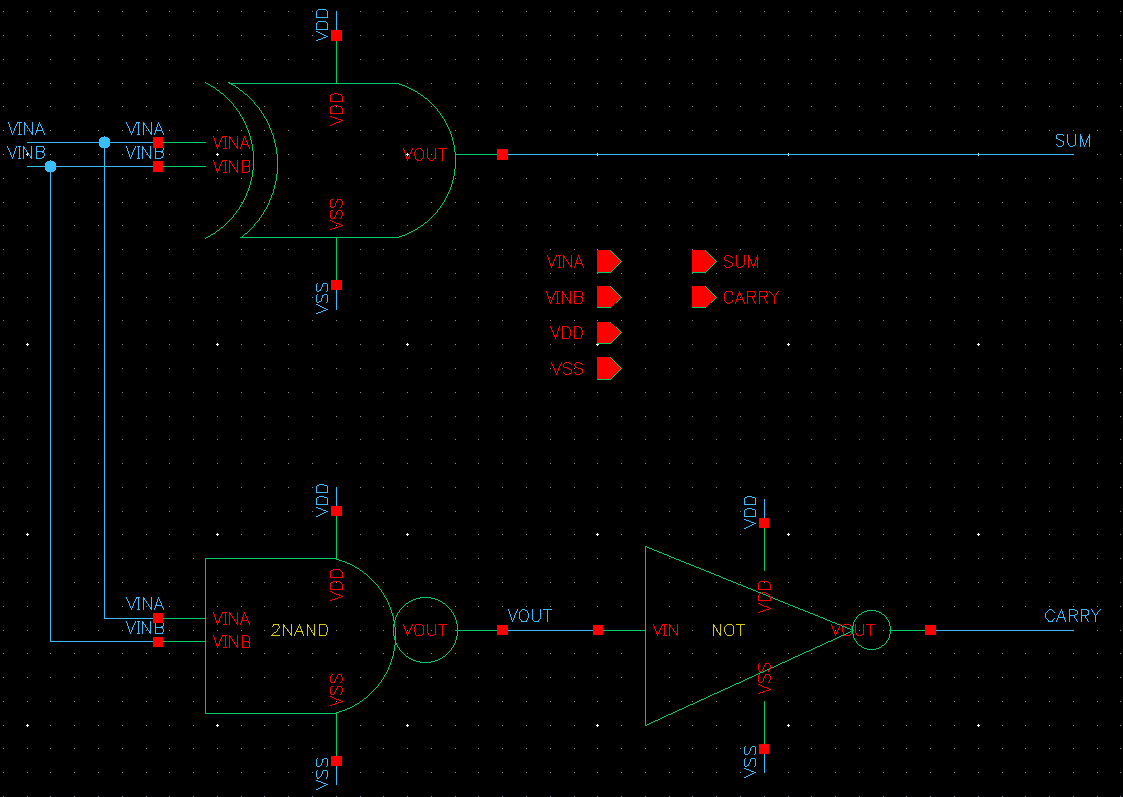 VDD
VDD
VINA VINA VINA
VINB VINB VINB
VOUT
SUM
VSS
VSS
VINA SUM
VINB CARRY
VDD
VSS
VDD VDD
VDD VDD
VINA VINA
VINB VINB
2NAND
VOUT VOUT
VIN NOT VOUT
CARRY
VSS VSS
VSS VSS